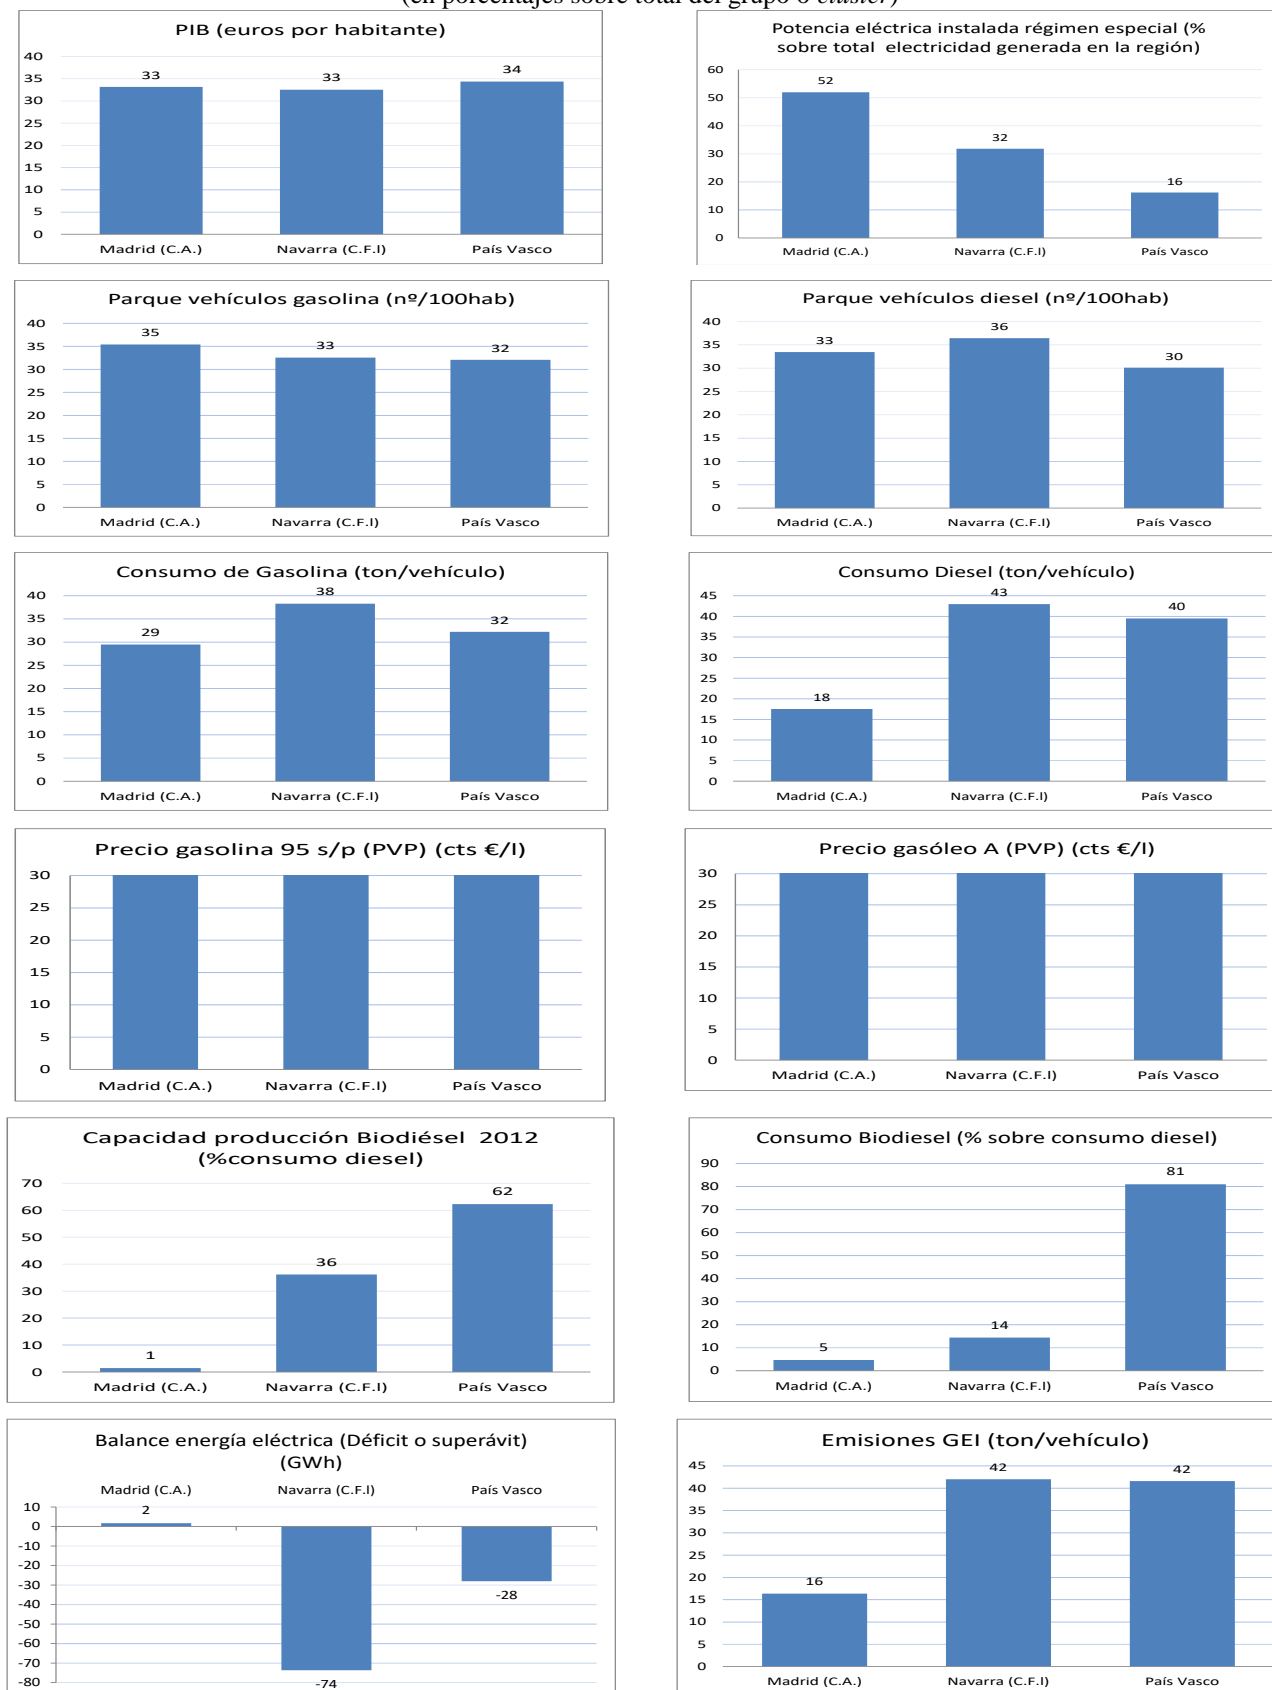 (en porcentajes sobre total del grupo o cluster)
PIB (euros por habitante)
40
35
30
25
20
15
10
5
0
33
33
34
Madrid (C.A.)
Navarra (C.F.l)
País Vasco
Potencia eléctrica instalada régimen especial (%
sobre total electricidad generada en la región)
60
50
40
30
20
10
0
52
32
16
Madrid (C.A.)
Navarra (C.F.l)
País Vasco
Parque vehículos gasolina (nº/100hab)
40
35
30
25
20
15
10
5
0
35
33
32
Madrid (C.A.)
Navarra (C.F.l)
País Vasco
Parque vehículos diesel (nº/100hab)
40
35
30
25
20
15
10
5
0
33
36
30
Madrid (C.A.)
Navarra (C.F.l)
País Vasco
Consumo de Gasolina (ton/vehículo)
40
35
30
25
20
15
10
5
0
29
38
32
Madrid (C.A.)
Navarra (C.F.l)
País Vasco
Consumo Diesel (ton/vehículo)
45
40
35
30
25
20
15
10
5
0
18
43
40
Madrid (C.A.)
Navarra (C.F.l)
País Vasco
Precio gasolina 95 s/p (PVP) (cts €/l)
30
25
20
15
10
5
0
Madrid (C.A.)
Navarra (C.F.l)
País Vasco
Precio gasóleo A (PVP) (cts €/l)
30
25
20
15
10
5
0
Madrid (C.A.)
Navarra (C.F.l)
País Vasco
Capacidad producción Biodiésel 2012
(%consumo diesel)
70
60
50
40
30
20
10
0
1
36
62
Madrid (C.A.)
Navarra (C.F.l)
País Vasco
Consumo Biodiesel (% sobre consumo diesel)
90
80
70
60
50
40
30
20
10
0
5
14
81
Madrid (C.A.)
Navarra (C.F.l)
País Vasco
Balance energía eléctrica (Déficit o superávit)
(GWh)
Madrid (C.A.)
Navarra (C.F.l)
País Vasco
10
0
-10
-20
-30
-40
-50
-60
-70
-80
2
-74
-28
Emisiones GEI (ton/vehículo)
45
40
35
30
25
20
15
10
5
0
16
42
42
Madrid (C.A.)
Navarra (C.F.l)
País Vasco